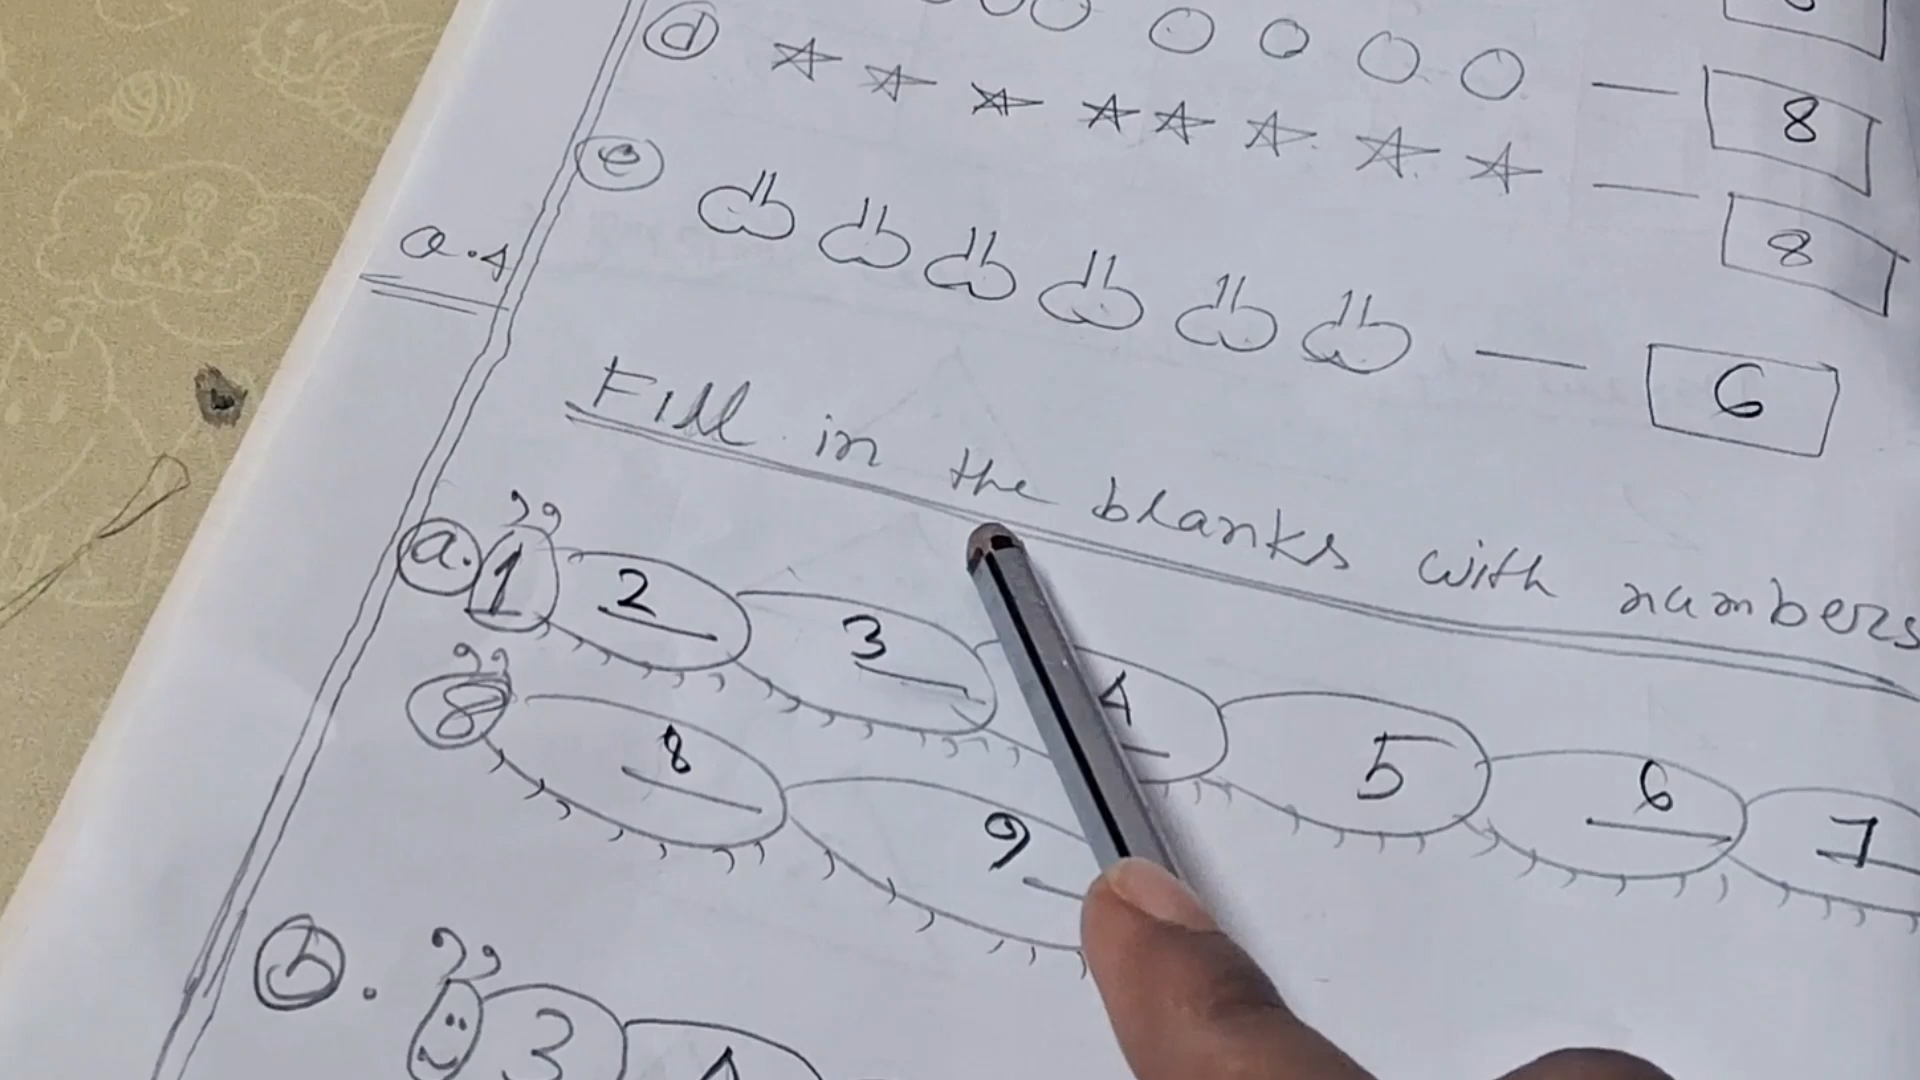 d
8
e
8
Q.4
6
Fill in the blanks with numbers
a. 1 2 3 4 5 6 7
8 8 9
b. 3 4